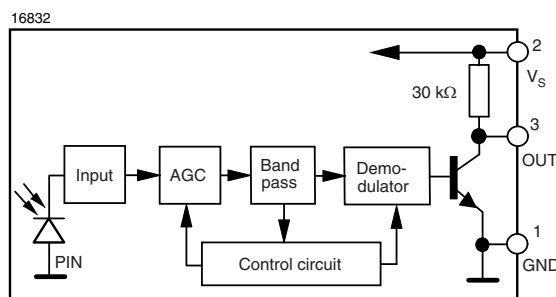 16832
2
V_S
30 kΩ
3
OUT
Input
AGC
Band
pass
Demo-
dulator
1
GND
PIN
Control circuit